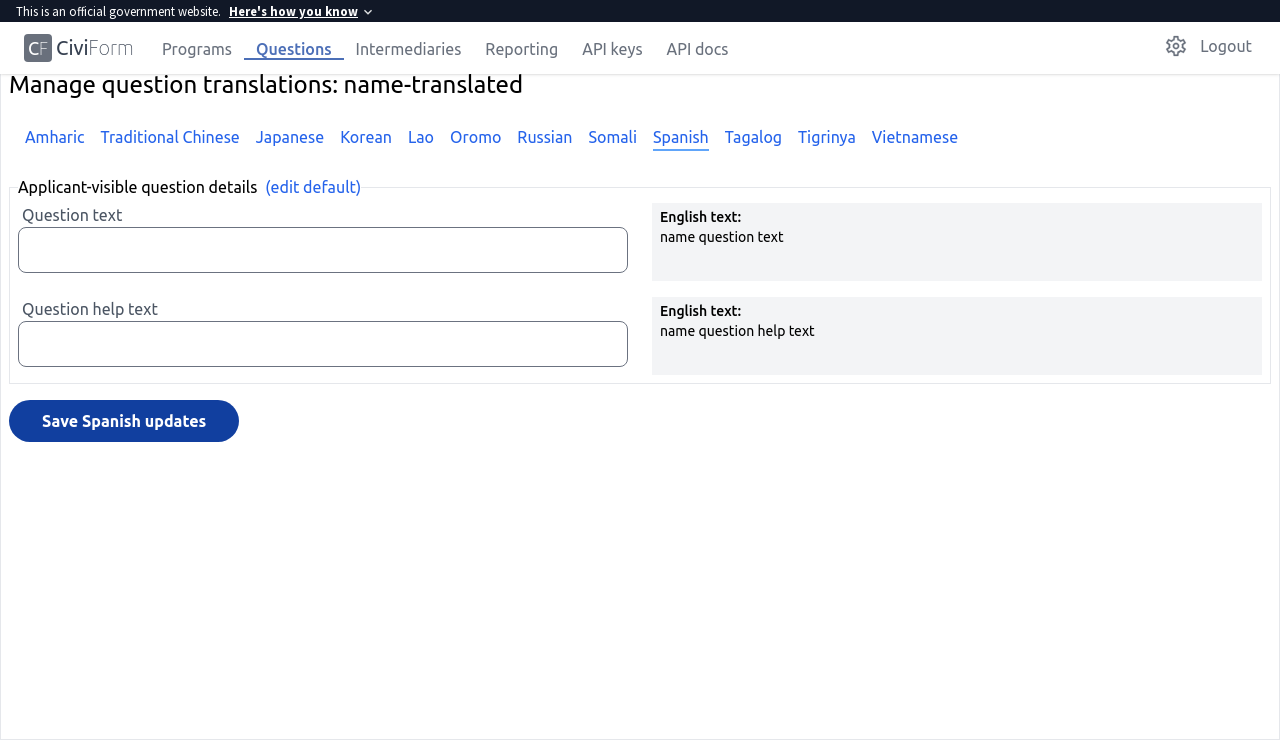 This is an official government website. Here's how you know
CF CiviForm Programs Questions Intermediaries Reporting API keys API docs Logout
Manage question translations: name-translated
Amharic Traditional Chinese Japanese Korean Lao Oromo Russian Somali Spanish Tagalog Tigrinya Vietnamese
Applicant-visible question details (edit default)
Question text
English text:
name question text
Question help text
English text:
name question help text
Save Spanish updates